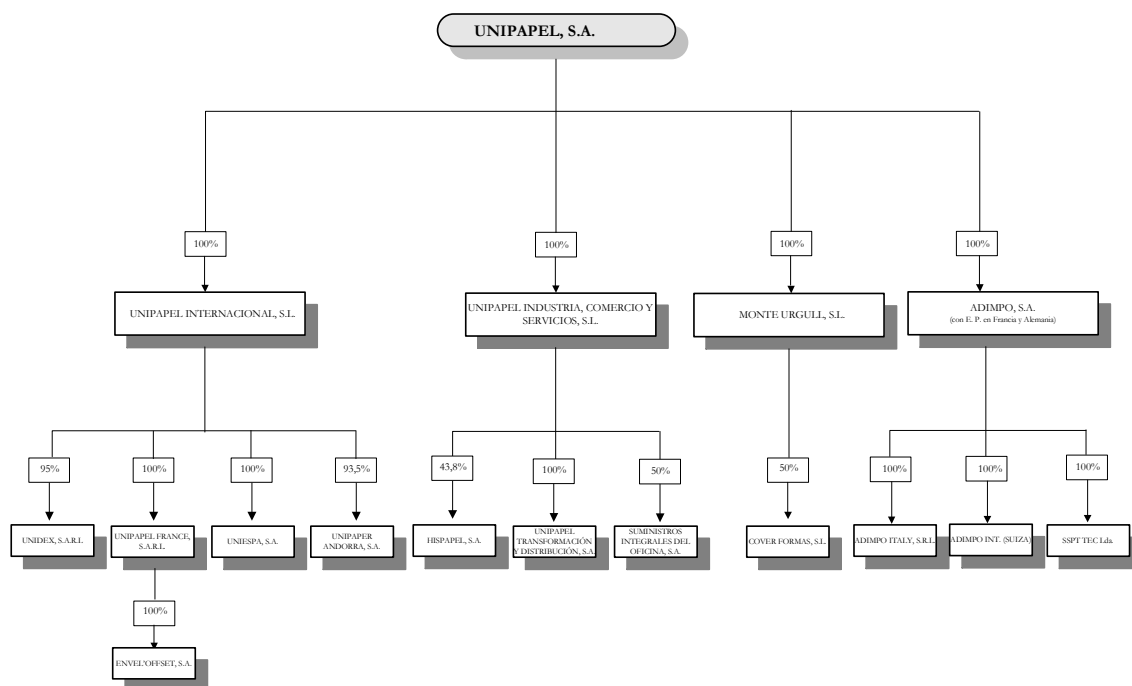 UNIPAPEL, S.A.
100%
100%
100%
100%
UNIPAPEL INTERNACIONAL, S.L.
UNIPAPEL INDUSTRIA, COMERCIO Y
SERVICIOS, S.L.
MONTE URGULL, S.L.
ADIMPO, S.A.
(con E. P. en Francia y Alemania)
95%
100%
100%
93,5%
43,8%
100%
50%
50%
100%
100%
100%
UNIDEX, S.A.R.L
UNIPAPEL FRANCE,
S.A.R.L.
UNIESPA, S.A.
UNIPAPER
ANDORRA, S.A.
HISPAPEL, S.A.
UNIPAPEL
TRANSFORMACIÓN
Y DISTRIBUCIÓN, S.A.
SUMINISTROS
INTEGRALES DEL
OFICINA, S.A.
COVER FORMAS, S.L
ADIMPO ITALY, S.R.L.
ADIMPO INT. (SUIZA)
SSPT TEC Lda.
100%
ENVEL'OFFSET, S.A.